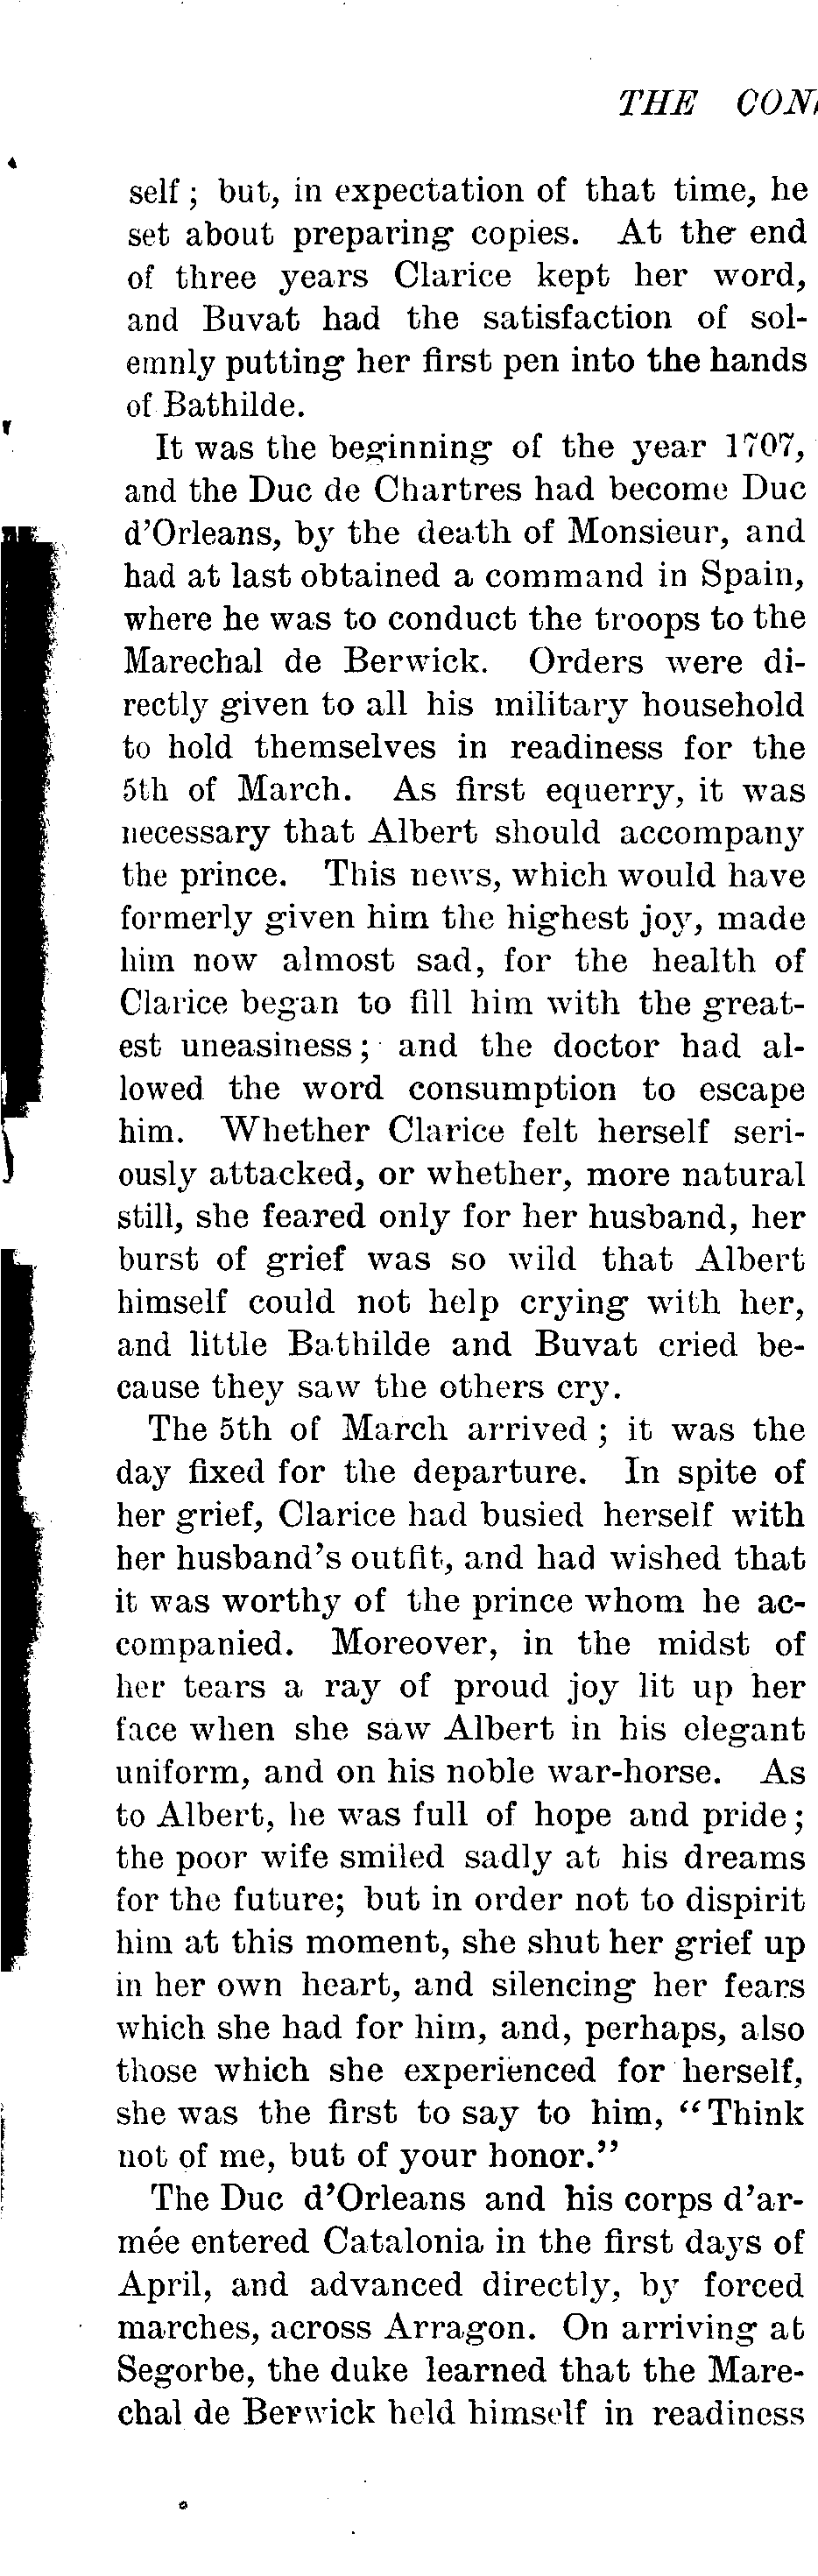 THE CON
self ; but, in expectation of that time, he
set about preparing copies. At the end
of three years Clarice kept her word,
and Buvat had the satisfaction of sol-
emnly putting her first pen into the hands
of Bathilde.
It was the beginning of the year 1707,
and the Duc de Chartres had become Duc
d'Orleans, by the death of Monsieur, and
had at last obtained a command in Spain,
where he was to conduct the troops to the
Marechal de Berwick. Orders were di-
rectly given to all his military household
to hold themselves in readiness for the
5th of March. As first equerry, it was
necessary that Albert should accompany
the prince. This news, which would have
formerly given him the highest joy, made
him now almost sad, for the health of
Clarice began to fill him with the great-
est uneasiness ; and the doctor had al-
lowed the word consumption to escape
him. Whether Clarice felt herself seri-
ously attacked, or whether, more natural
still, she feared only for her husband, her
burst of grief was so wild that Albert
himself could not help crying with her,
and little Bathilde and Buvat cried be-
cause they saw the others cry.
The 5th of March arrived ; it was the
day fixed for the departure. In spite of
her grief, Clarice had busied herself with
her husband's outfit, and had wished that
it was worthy of the prince whom he ac-
companied. Moreover, in the midst of
her tears a ray of proud joy lit up her
face when she saw Albert in his elegant
uniform, and on his noble war-horse. As
to Albert, he was full of hope and pride ;
the poor wife smiled sadly at his dreams
for the future; but in order not to dispirit
him at this moment, she shut her grief up
in her own heart, and silencing her fears
which she had for him, and, perhaps, also
those which she experienced for herself,
she was the first to say to him, "Think
not of me, but of your honor."
The Duc d'Orleans and his corps d'ar-
mée entered Catalonia in the first days of
April, and advanced directly, by forced
marches, across Arragon. On arriving at
Segorbe, the duke learned that the Mare-
chal de Berwick held himself in readiness